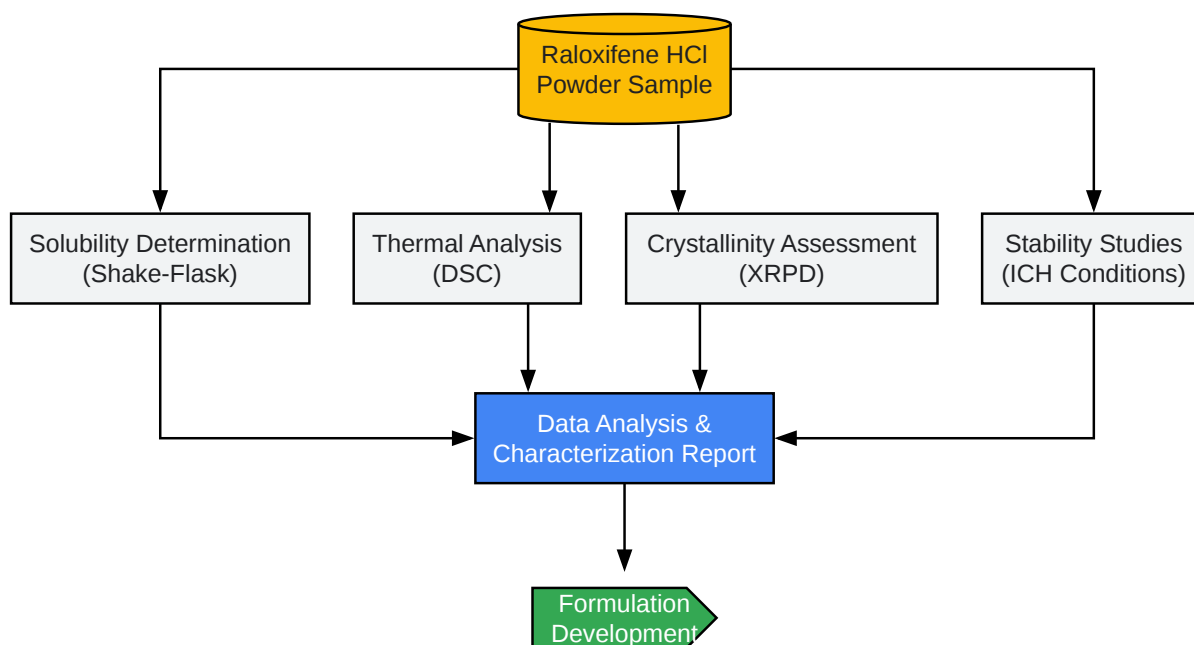 Raloxifene HCl
Powder Sample
Solubility Determination
(Shake-Flask)
Thermal Analysis
(DSC)
Crystallinity Assessment
(XRPD)
Stability Studies
(ICH Conditions)
Data Analysis &
Characterization Report
Formulation
Development